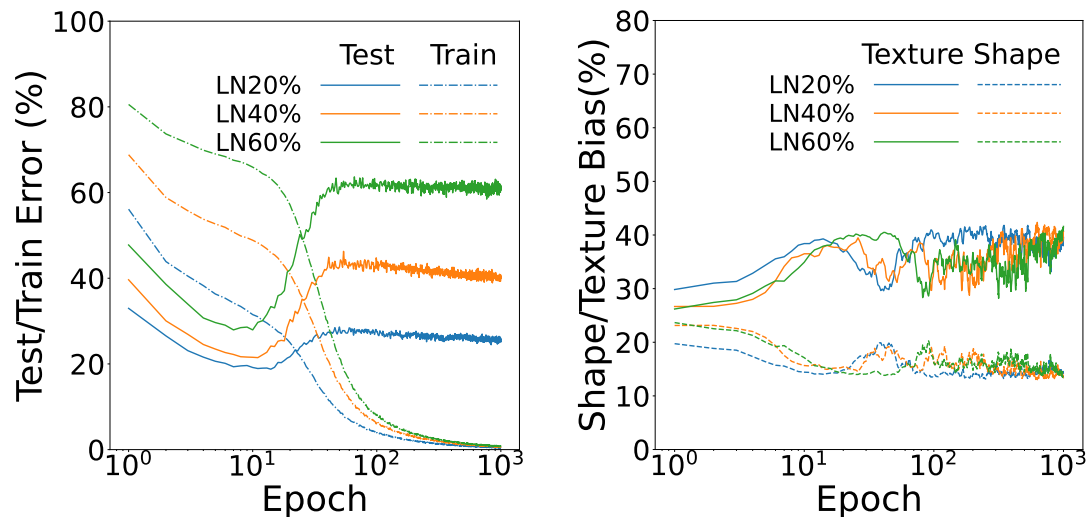 Test/Train Error (%)
100
80
60
40
20
0
Test Train
LN20%
LN40%
LN60%
10⁰ 10¹ 10² 10³
Epoch
Shape/Texture Bias(%)
80
70
60
50
40
30
20
10
0
Texture Shape
LN20%
LN40%
LN60%
10⁰ 10¹ 10² 10³
Epoch